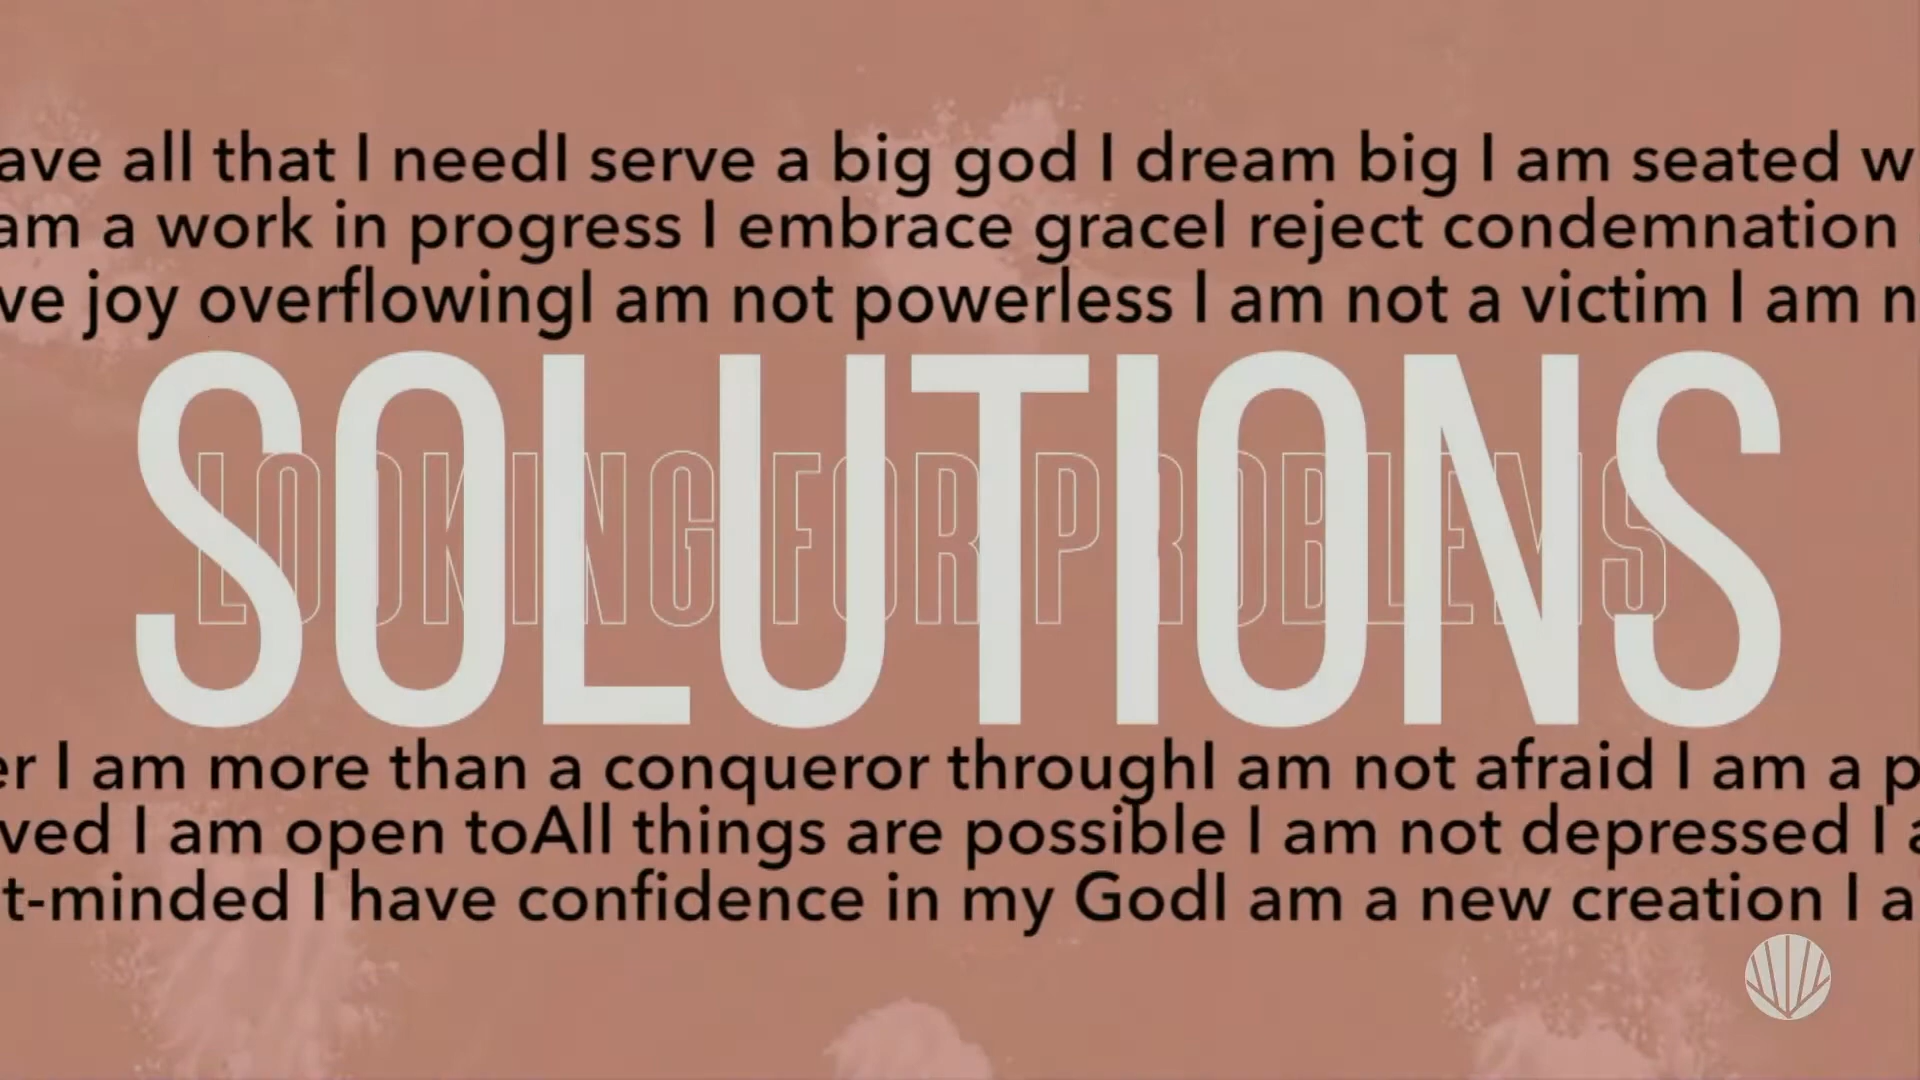 ave all that I needI serve a big god I dream big I am seated w
am a work in progress I embrace graceI reject condemnation
ve joy overflowingI am not powerless I am not a victim I am n
SOLUTIONS
LOOKING FOR PROBLEMS
er I am more than a conqueror throughI am not afraid I am a p
ved I am open toAll things are possible I am not depressed I a
t-minded I have confidence in my GodI am a new creation I a